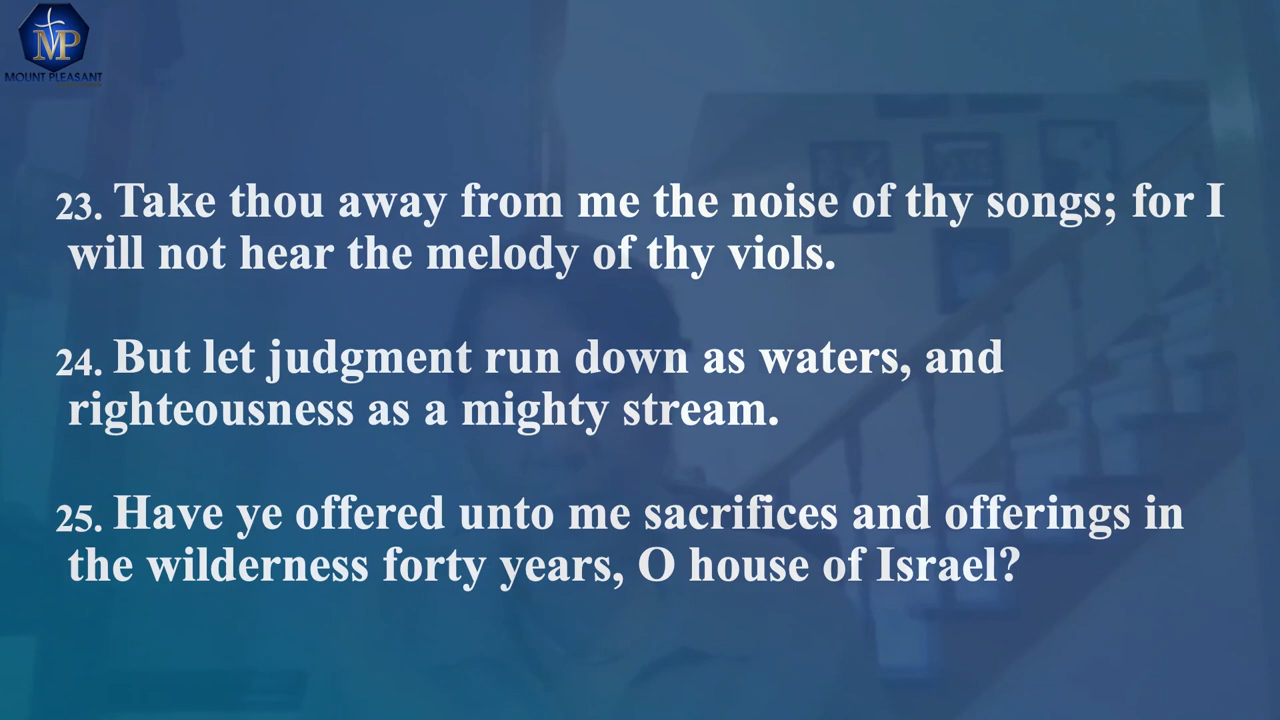 MP
MOUNT PLEASANT
23. Take thou away from me the noise of thy songs; for I
will not hear the melody of thy viols.
24. But let judgment run down as waters, and
righteousness as a mighty stream.
25. Have ye offered unto me sacrifices and offerings in
the wilderness forty years, O house of Israel?